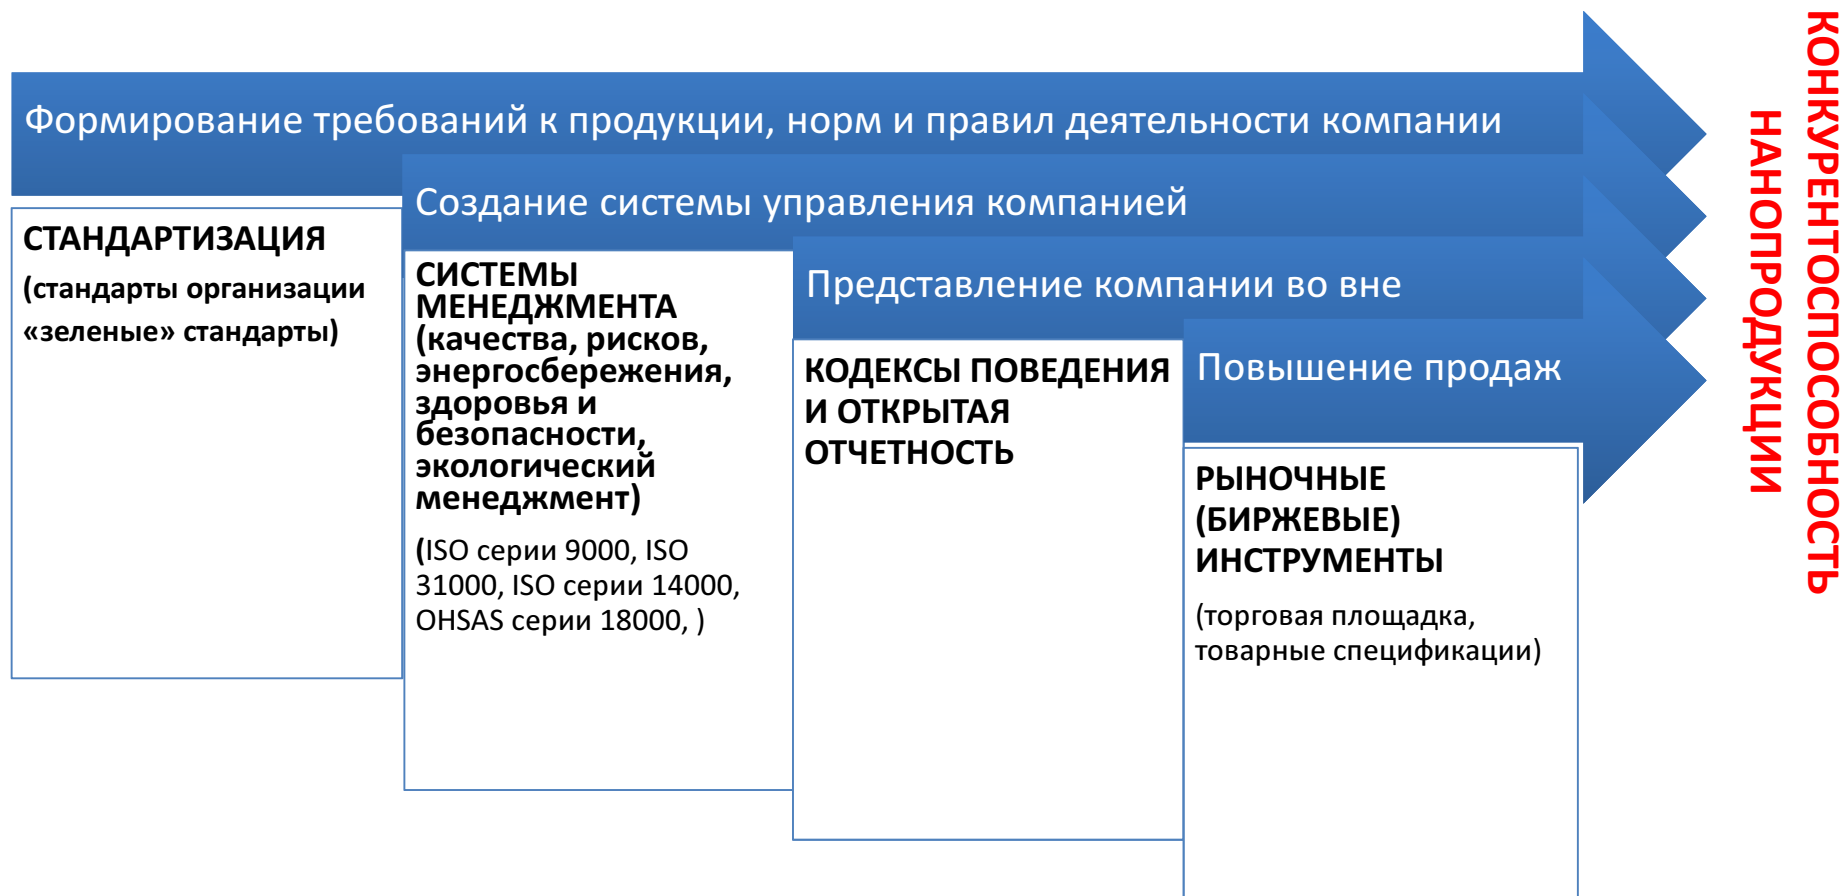 Формирование требований к продукции, норм и правил деятельности компании
СТАНДАРТИЗАЦИЯ
(стандарты организации
«зеленые» стандарты)
Создание системы управления компанией
СИСТЕМЫ
МЕНЕДЖМЕНТА
(качества, рисков,
энергосбережения,
здоровья и
безопасности,
экологический
менеджмент)
(ISO серии 9000, ISO
31000, ISO серии 14000,
OHSAS серии 18000, )
Представление компании во вне
КОДЕКСЫ ПОВЕДЕНИЯ
И ОТКРЫТАЯ
ОТЧЕТНОСТЬ
Повышение продаж
РЫНОЧНЫЕ
(БИРЖЕВЫЕ)
ИНСТРУМЕНТЫ
(торговая площадка,
товарные спецификации)
КОНКУРЕНТОСПОСОБНОСТЬ
НАНОПРОДУКЦИИ